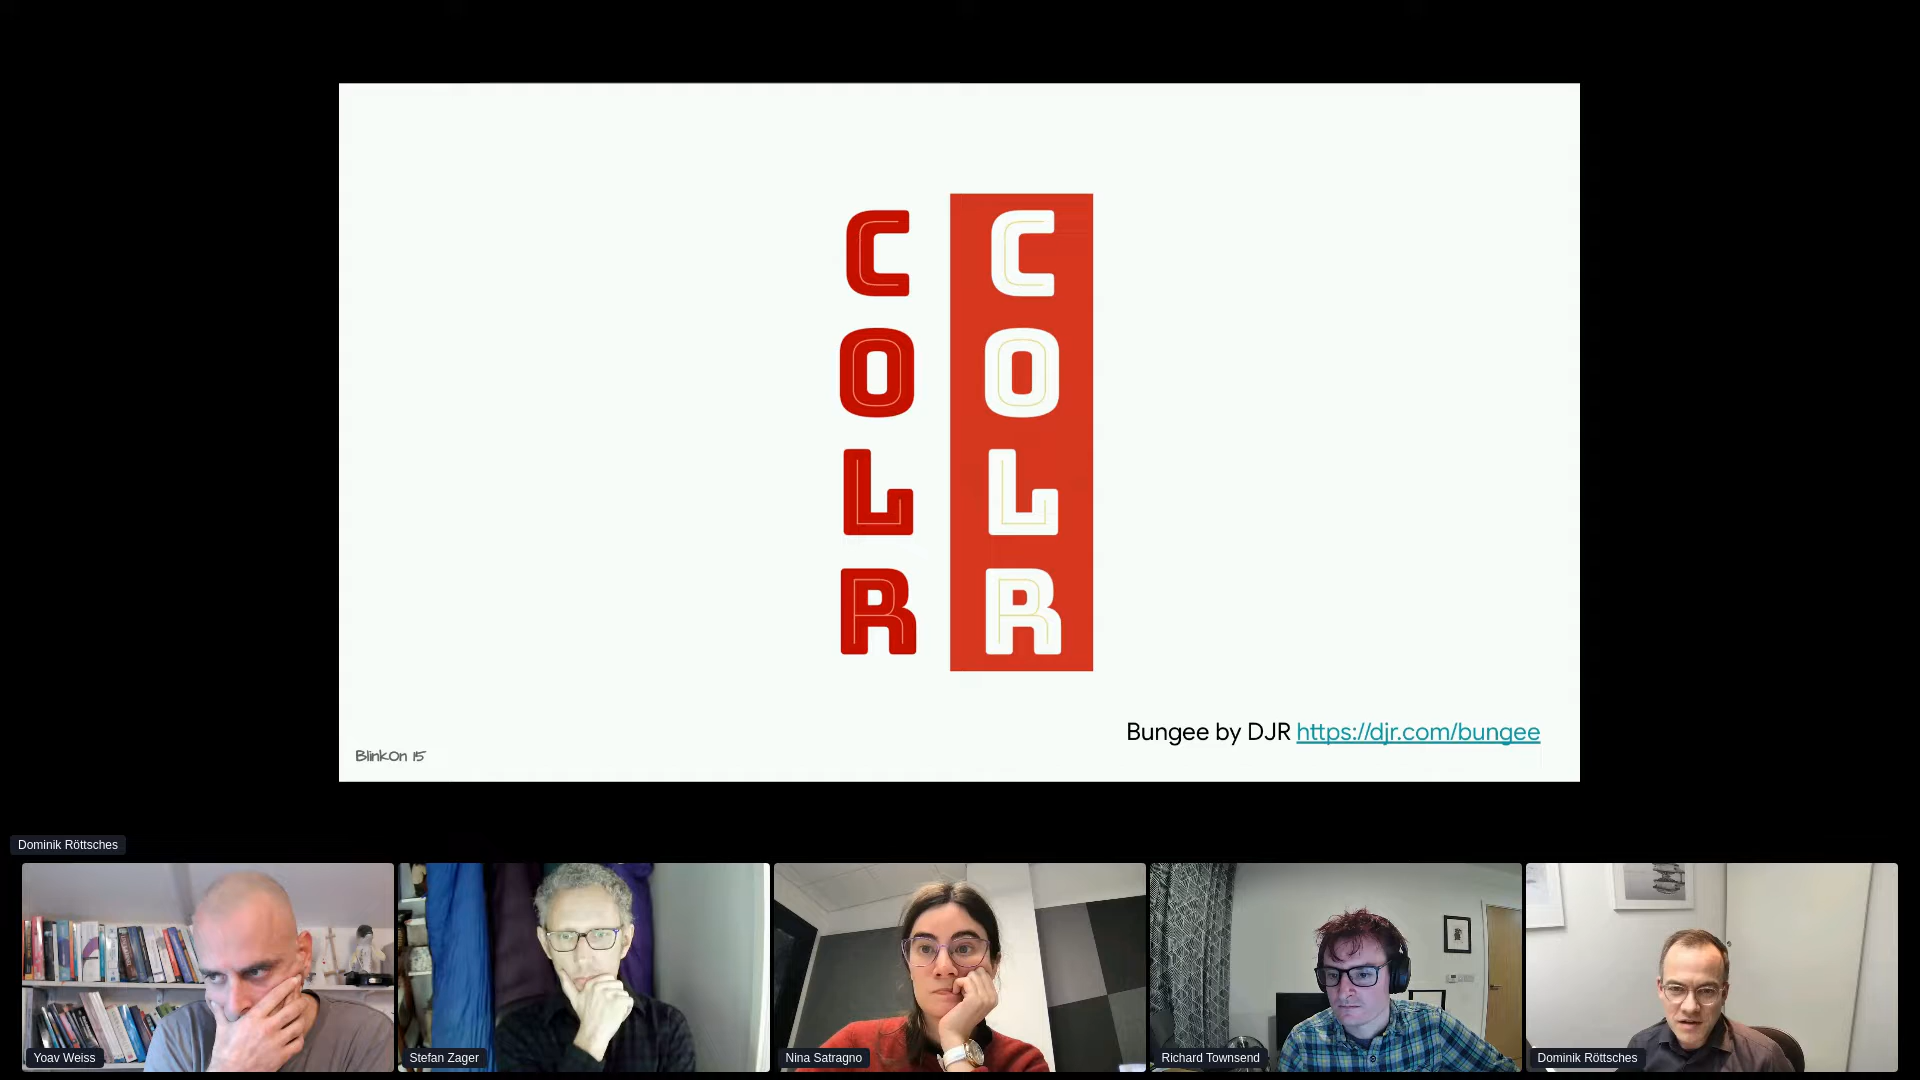 C C
O O
L L
R R
Bungee by DJR https://djr.com/bungee
BlinkOn 15
Dominik Röttsches
Yoav Weiss
Stefan Zager
Nina Satragno
Richard Townsend
Dominik Röttsches